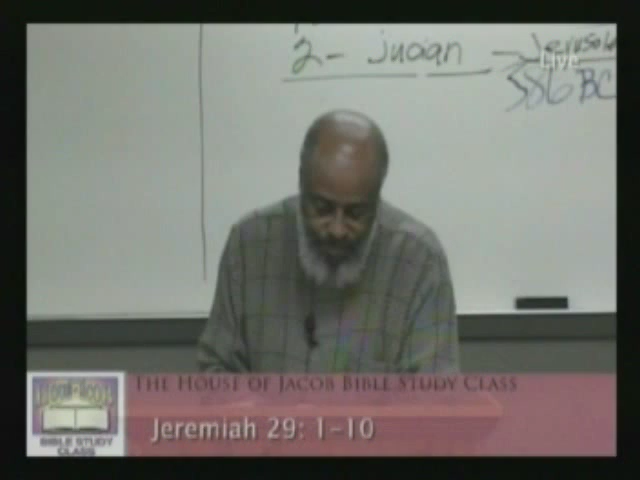 2- Judan - Jerusale
Live
586 BC
THE HOUSE OF JACOB BIBLE STUDY CLASS
Jeremiah 29: 1-10
BIBLE STUDY
CLASS